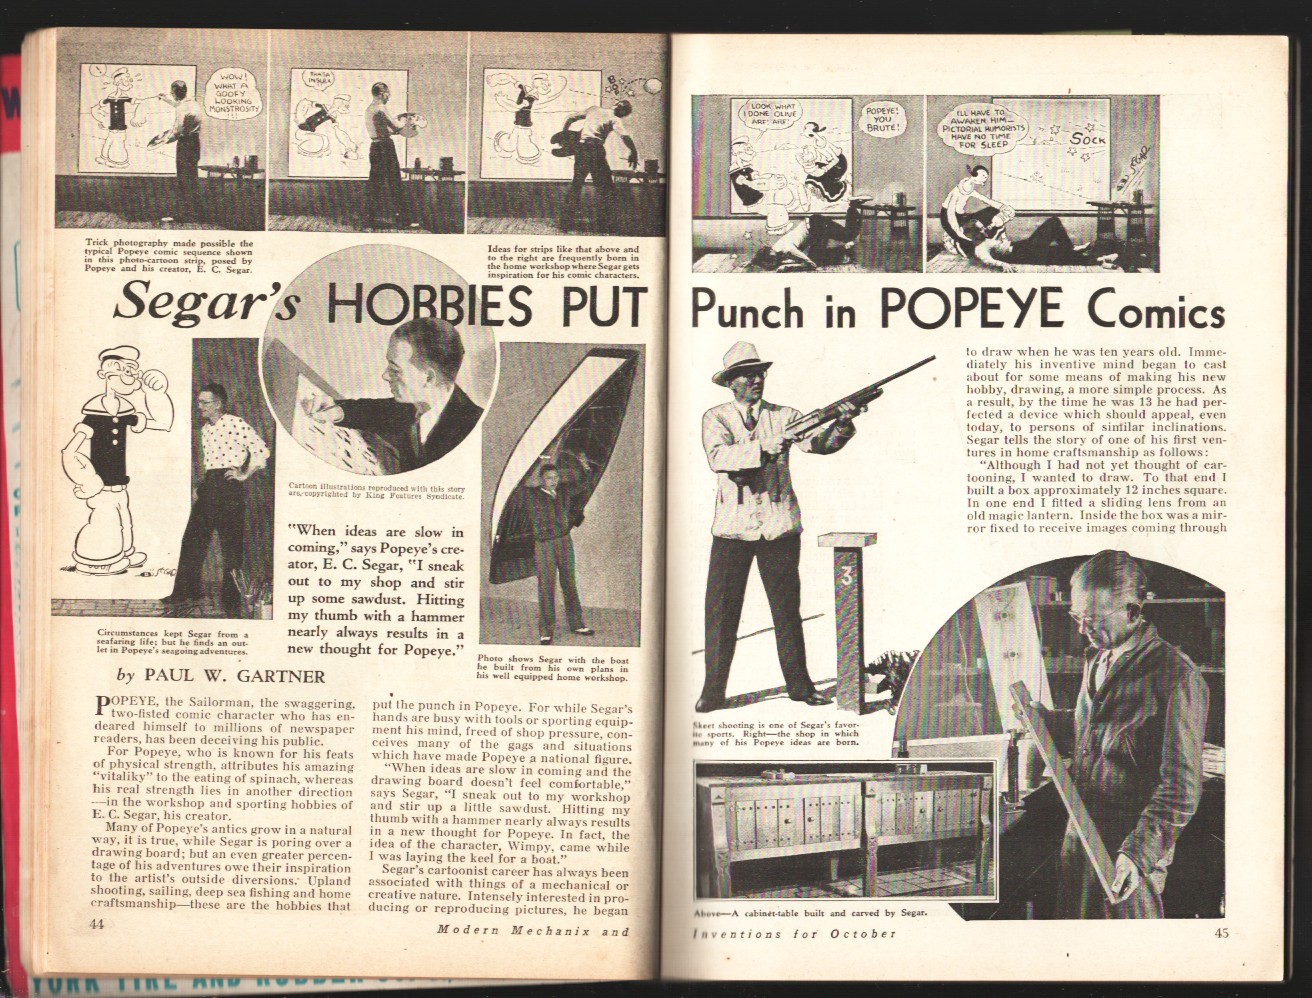 !
WOW!
WHAT A
GOOFY
LOOKING
MONSTROSITY
!!!
THASA
INSULK
Trick photography made possible the
typical Popeye comic sequence shown
in this photo-cartoon strip, posed by
Popeye and his creator, E. C. Segar.
Ideas for strips like that above and
to the right are frequently born in
the home workshop where Segar gets
inspiration for his comic characters.
Segar's HOBBIES PUT
Cartoon illustrations reproduced with this story
are copyrighted by King Features Syndicate.
"When ideas are slow in
coming," says Popeye's cre-
ator, E. C. Segar, "I sneak
out to my shop and stir
up some sawdust. Hitting
my thumb with a hammer
nearly always results in a
new thought for Popeye."
Circumstances kept Segar from a
seafaring life; but he finds an out-
let in Popeye's seagoing adventures.
Photo shows Segar with the boat
he built from his own plans in
his well equipped home workshop.
by PAUL W. GARTNER
POPEYE, the Sailorman, the swaggering,
two-fisted comic character who has en-
deared himself to millions of newspaper
readers, has been deceiving his public.
For Popeye, who is known for his feats
of physical strength, attributes his amazing
"vitaliky" to the eating of spinach, whereas
his real strength lies in another direction
—in the workshop and sporting hobbies of
E. C. Segar, his creator.
Many of Popeye's antics grow in a natural
way, it is true, while Segar is poring over a
drawing board; but an even greater percen-
tage of his adventures owe their inspiration
to the artist's outside diversions. Upland
shooting, sailing, deep sea fishing and home
craftsmanship—these are the hobbies that
put the punch in Popeye. For while Segar's
hands are busy with tools or sporting equip-
ment his mind, freed of shop pressure, con-
ceives many of the gags and situations
which have made Popeye a national figure.
"When ideas are slow in coming and the
drawing board doesn't feel comfortable,"
says Segar, "I sneak out to my workshop
and stir up a little sawdust. Hitting my
thumb with a hammer nearly always results
in a new thought for Popeye. In fact, the
idea of the character, Wimpy, came while
I was laying the keel for a boat."
Segar's cartoonist career has always been
associated with things of a mechanical or
creative nature. Intensely interested in pro-
ducing or reproducing pictures, he began
44
Modern Mechanix and
LOOK WHAT
I DONE OLIVE
ARF! ARF!
POPEYE!
YOU
BRUTE!
I'LL HAVE TO
AWAKEN HIM—
PICTORIAL HUMORISTS
HAVE NO TIME
FOR SLEEP
SOCK
Punch in POPEYE Comics
to draw when he was ten years old. Imme-
diately his inventive mind began to cast
about for some means of making his new
hobby, drawing, a more simple process. As
a result, by the time he was 13 he had per-
fected a device which should appeal, even
today, to persons of similar inclinations.
Segar tells the story of one of his first ven-
tures in home craftsmanship as follows:
"Although I had not yet thought of car-
tooning, I wanted to draw. To that end I
built a box approximately 12 inches square.
In one end I fitted a sliding lens from an
old magic lantern. Inside the box was a mir-
ror fixed to receive images coming through
3
Skeet shooting is one of Segar's favor-
ite sports. Right—the shop in which
many of his Popeye ideas are born.
Above—A cabinet-table built and carved by Segar.
Inventions for October
45